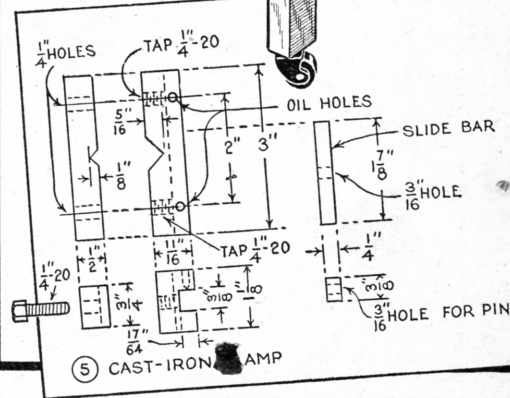 1/4" HOLES
TAP 1/4"-20
OIL HOLES
5/16"
1/8"
2"
3"
SLIDE BAR
1 7/8"
3/16" HOLE
1/2"
11/16"
TAP 1/4"-20
1/4"
1/4"-20
3/4"
3/8"
1 1/8"
3/8"
3/16" HOLE FOR PIN
17/64"
5 CAST-IRON